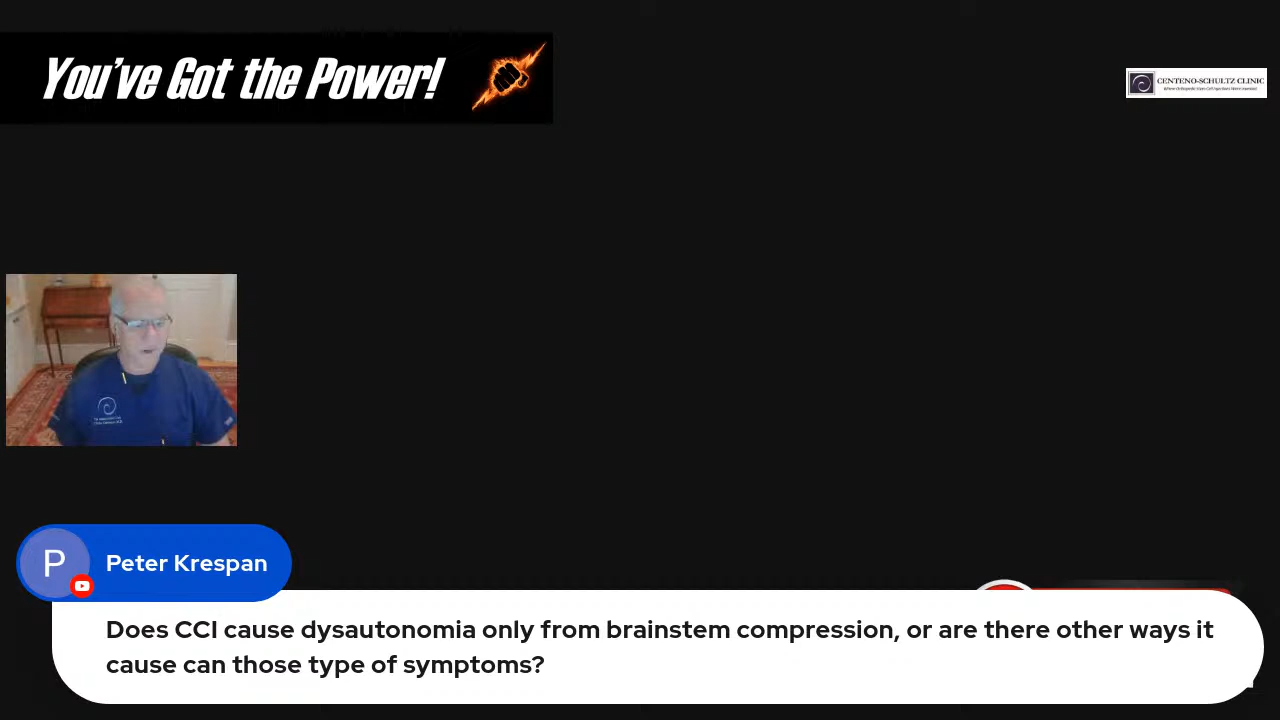 You've Got the Power!
CENTENO-SCHULTZ CLINIC
P
Peter Krespan
Does CCI cause dysautonomia only from brainstem compression, or are there other ways it
cause can those type of symptoms?